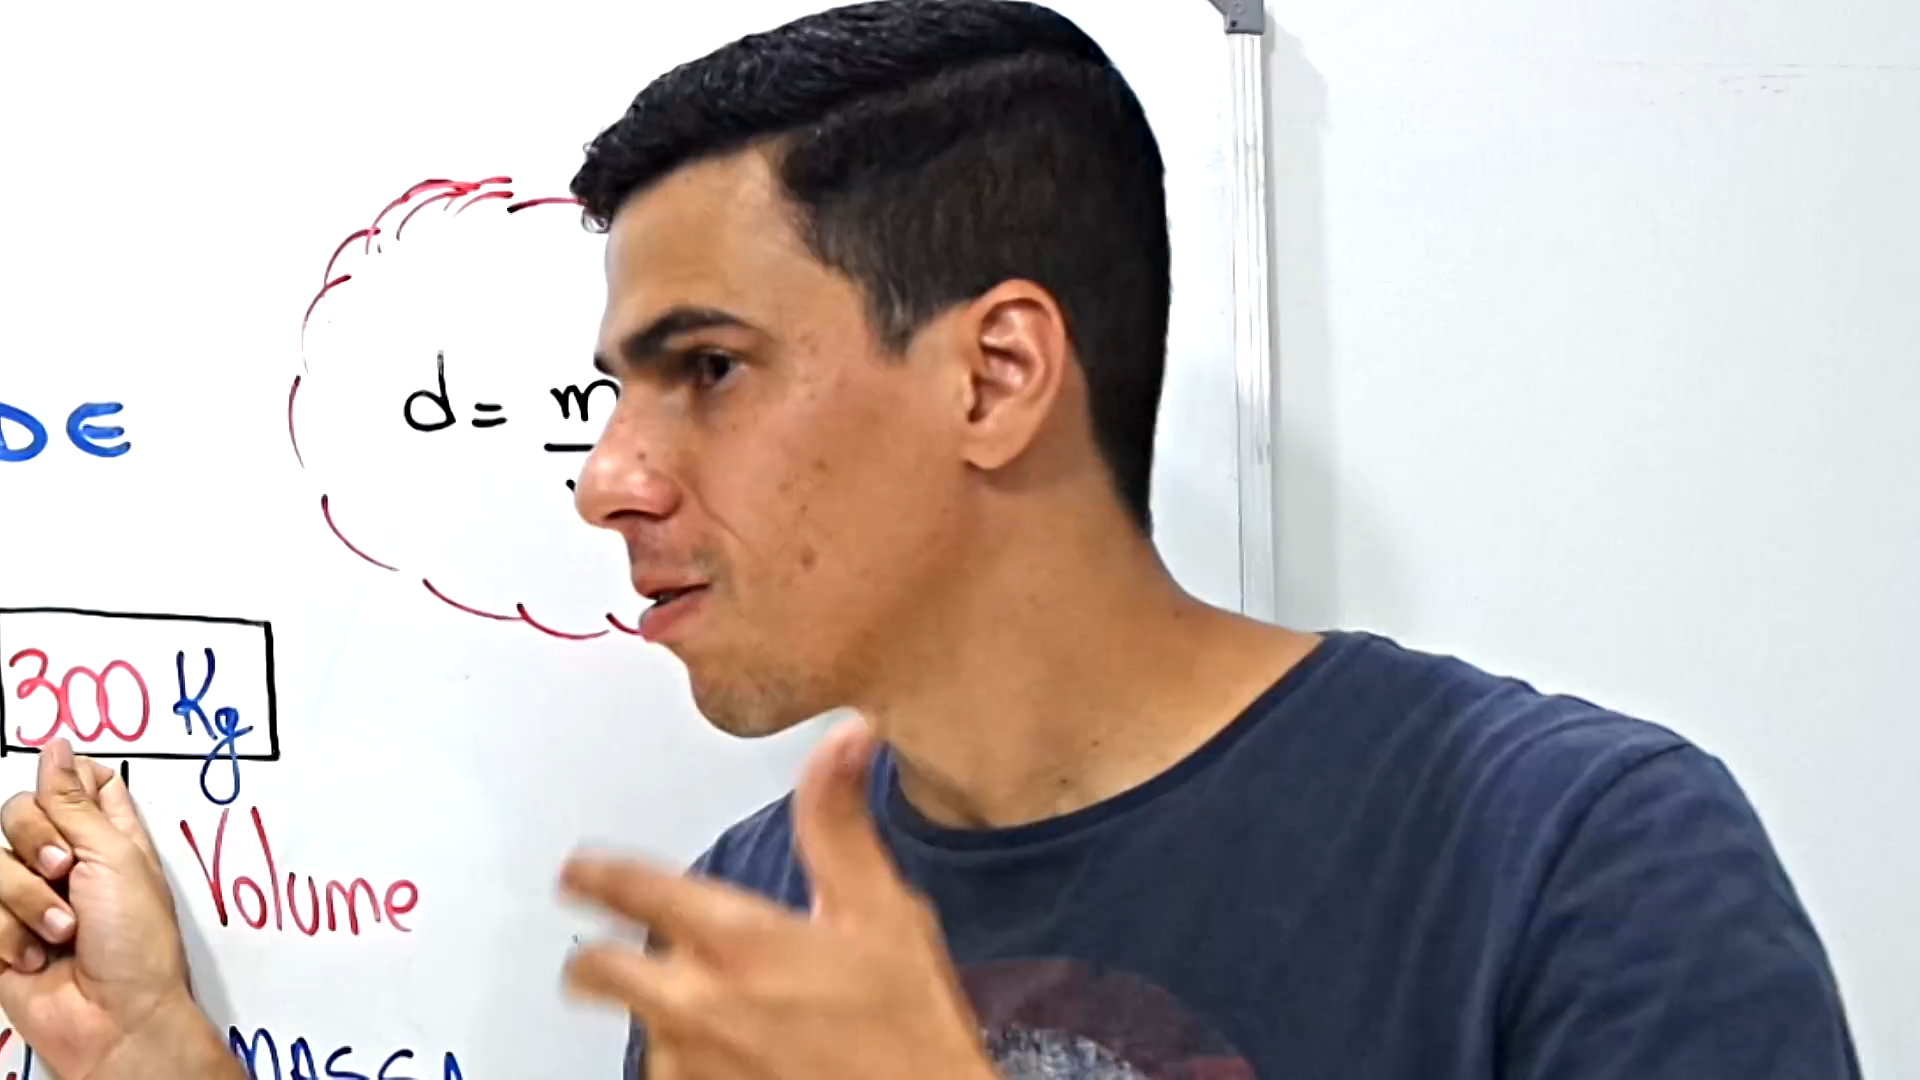 d = m
DE
300 Kg
Volume
MASSA